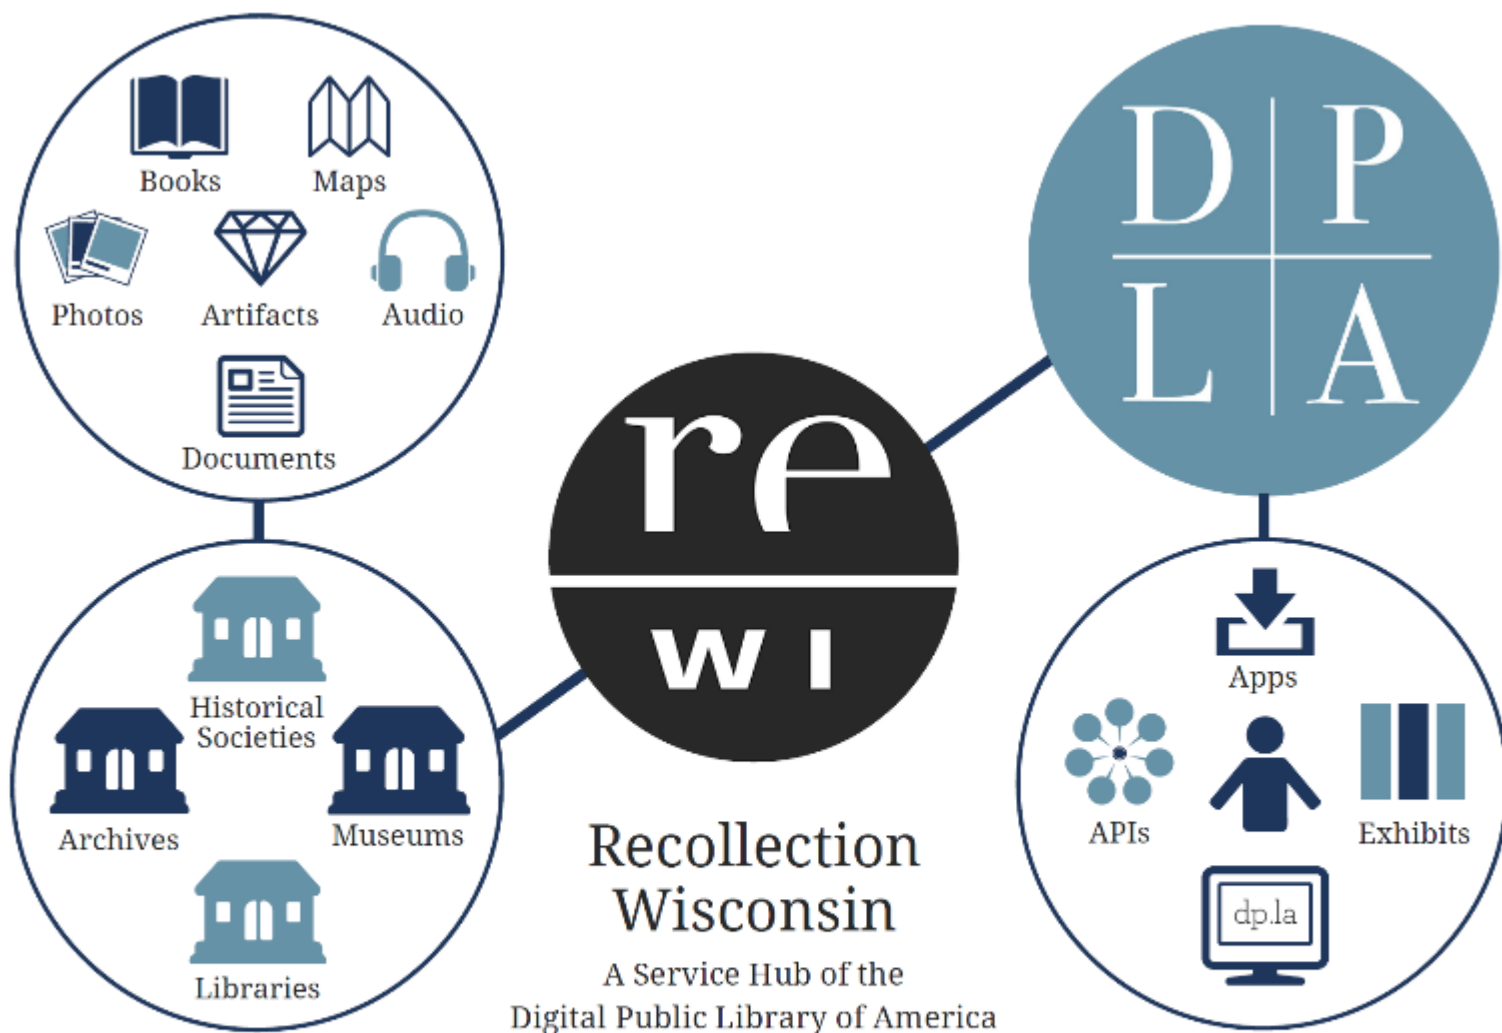 Books
Maps
Photos
Artifacts
Audio
Documents
Historical
Societies
Archives
Museums
Libraries
re
WI
Recollection
Wisconsin
A Service Hub of the
Digital Public Library of America
D P
L A
Apps
APIs
Exhibits
dp.la